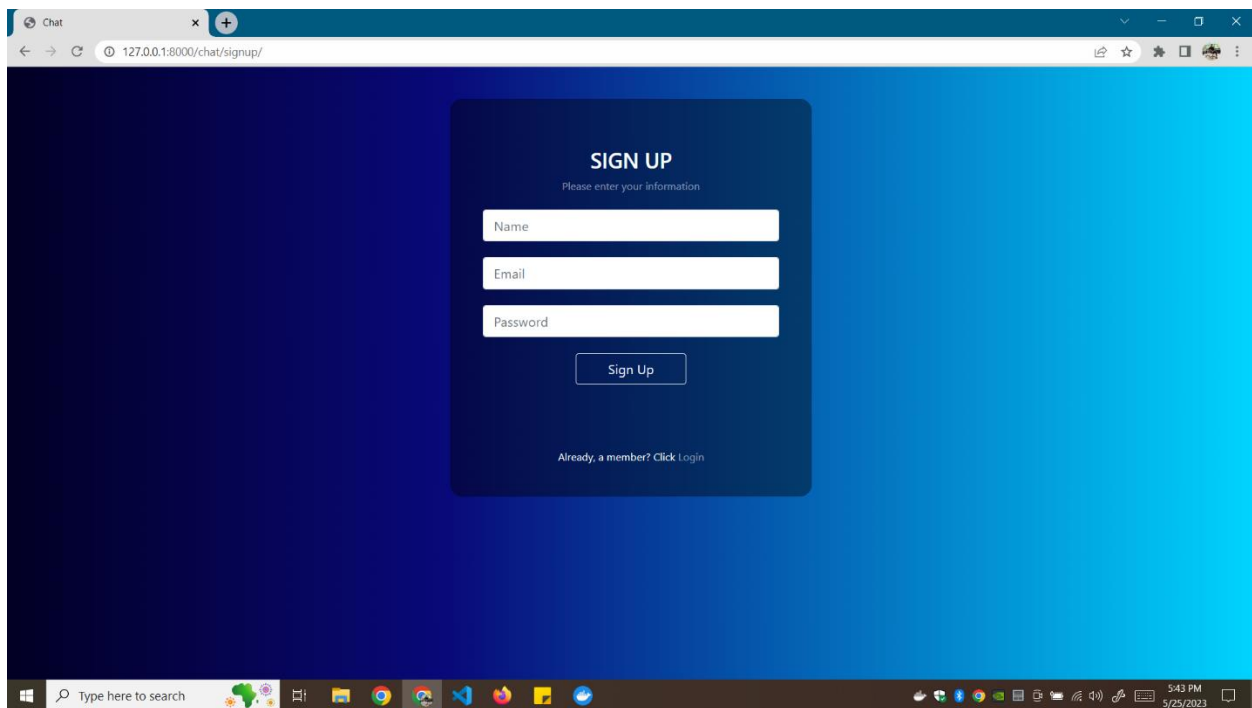 Chat
127.0.0.1:8000/chat/signup/
SIGN UP
Please enter your information
Name
Email
Password
Sign Up
Already, a member? Click Login
Type here to search
5:43 PM
5/25/2023